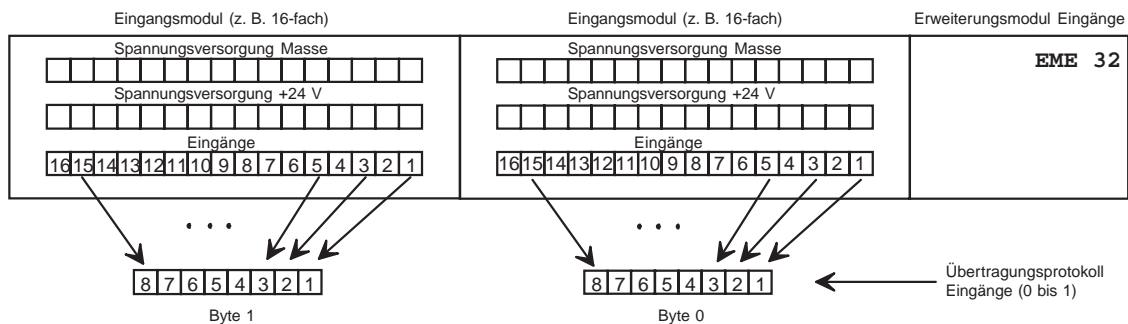 Eingangsmodul (z. B. 16-fach) Eingangsmodul (z. B. 16-fach) Erweiterungsmodul Eingänge
Spannungsversorgung Masse Spannungsversorgung Masse EME 32
Spannungsversorgung +24 V Spannungsversorgung +24 V
Eingänge Eingänge
16 15 14 13 12 11 10 9 8 7 6 5 4 3 2 1 16 15 14 13 12 11 10 9 8 7 6 5 4 3 2 1
. . . . . .
8 7 6 5 4 3 2 1 8 7 6 5 4 3 2 1 Übertragungsprotokoll
Eingänge (0 bis 1)
Byte 1 Byte 0